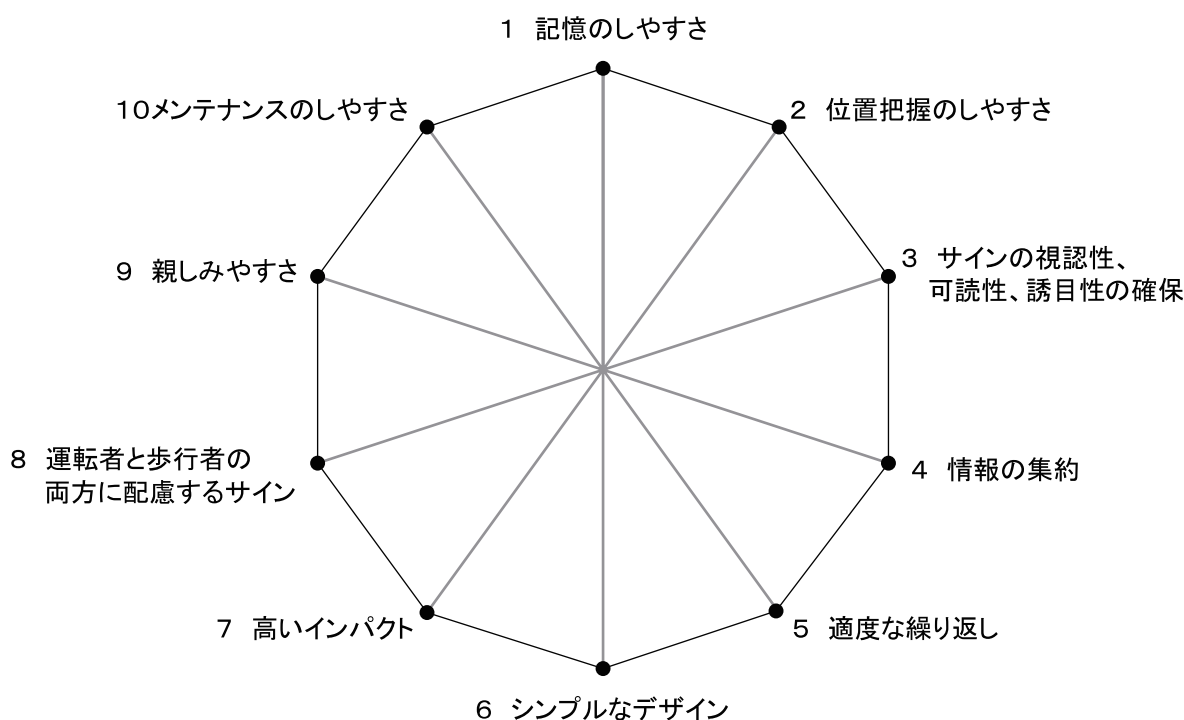 １　記憶のしやすさ
２　位置把握のしやすさ
３　サインの視認性、
可読性、誘目性の確保
４　情報の集約
５　適度な繰り返し
６　シンプルなデザイン
７　高いインパクト
８　運転者と歩行者の
両方に配慮するサイン
９　親しみやすさ
１０メンテナンスのしやすさ